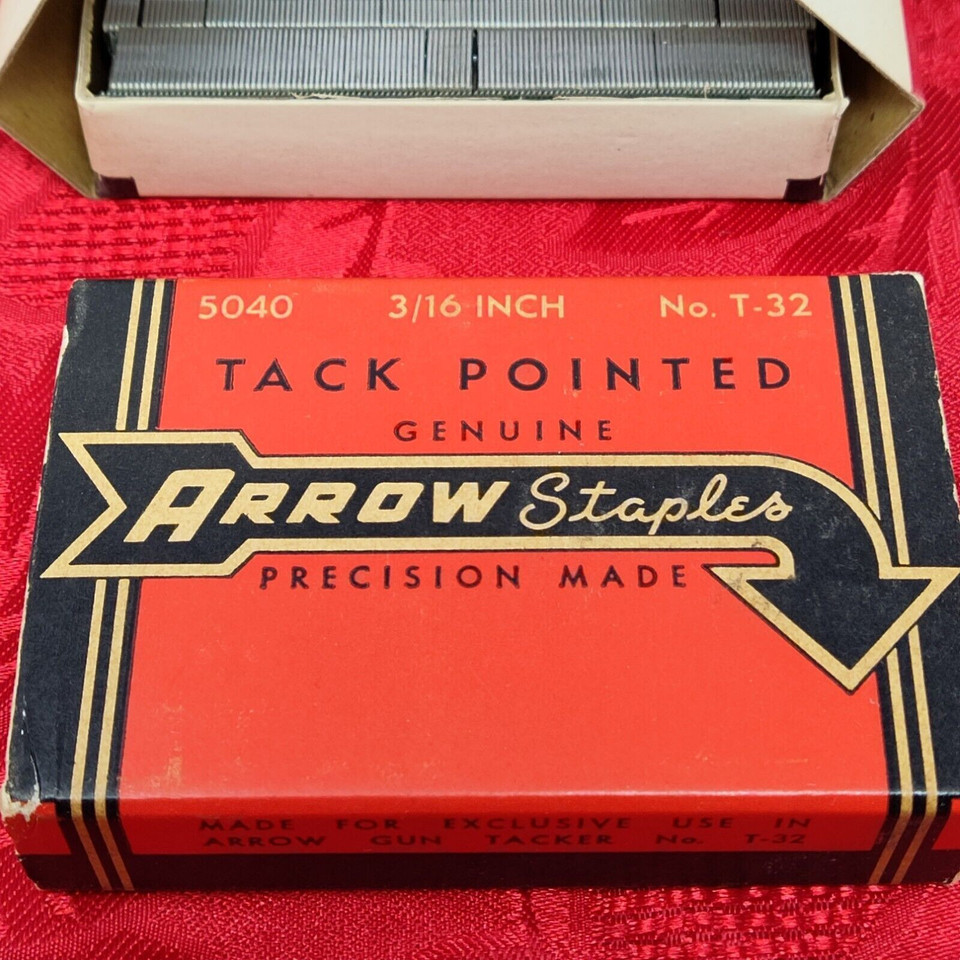 5040 3/16 INCH No. T-32
TACK POINTED
GENUINE
ARROW Staples
PRECISION MADE
MADE FOR EXCLUSIVE USE IN
ARROW GUN TACKER No. T-32